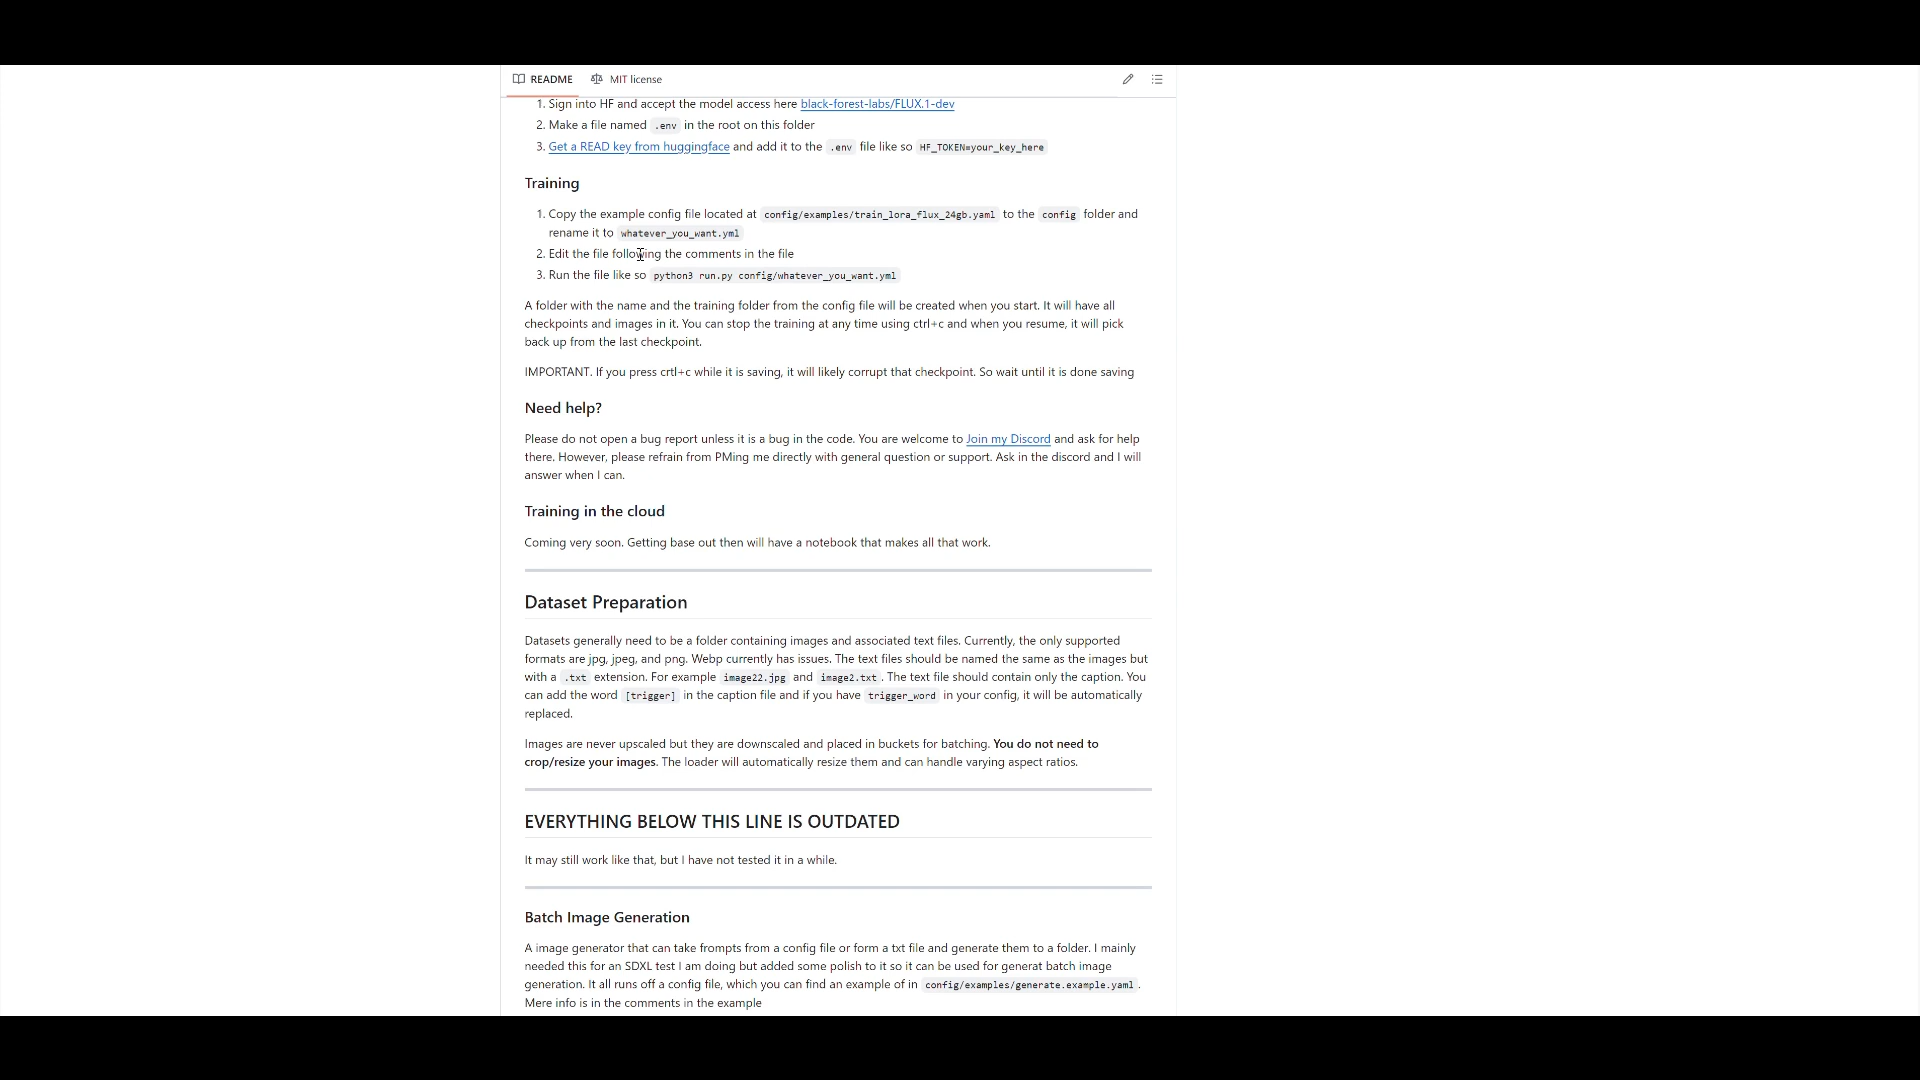 README MIT license
1. Sign into HF and accept the model access here black-forest-labs/FLUX.1-dev
2. Make a file named .env in the root on this folder
3. Get a READ key from huggingface and add it to the .env file like so HF_TOKEN=your_key_here
Training
1. Copy the example config file located at config/examples/train_lora_flux_24gb.yaml to the config folder and
rename it to whatever_you_want.yml
2. Edit the file following the comments in the file
3. Run the file like so python3 run.py config/whatever_you_want.yml
A folder with the name and the training folder from the config file will be created when you start. It will have all
checkpoints and images in it. You can stop the training at any time using ctrl+c and when you resume, it will pick
back up from the last checkpoint.
IMPORTANT. If you press crtl+c while it is saving, it will likely corrupt that checkpoint. So wait until it is done saving
Need help?
Please do not open a bug report unless it is a bug in the code. You are welcome to Join my Discord and ask for help
there. However, please refrain from PMing me directly with general question or support. Ask in the discord and I will
answer when I can.
Training in the cloud
Coming very soon. Getting base out then will have a notebook that makes all that work.
Dataset Preparation
Datasets generally need to be a folder containing images and associated text files. Currently, the only supported
formats are jpg, jpeg, and png. Webp currently has issues. The text files should be named the same as the images but
with a .txt extension. For example image22.jpg and image2.txt. The text file should contain only the caption. You
can add the word [trigger] in the caption file and if you have trigger_word in your config, it will be automatically
replaced.
Images are never upscaled but they are downscaled and placed in buckets for batching. You do not need to
crop/resize your images. The loader will automatically resize them and can handle varying aspect ratios.
EVERYTHING BELOW THIS LINE IS OUTDATED
It may still work like that, but I have not tested it in a while.
Batch Image Generation
A image generator that can take frompts from a config file or form a txt file and generate them to a folder. I mainly
needed this for an SDXL test I am doing but added some polish to it so it can be used for generat batch image
generation. It all runs off a config file, which you can find an example of in config/examples/generate.example.yaml.
Mere info is in the comments in the example